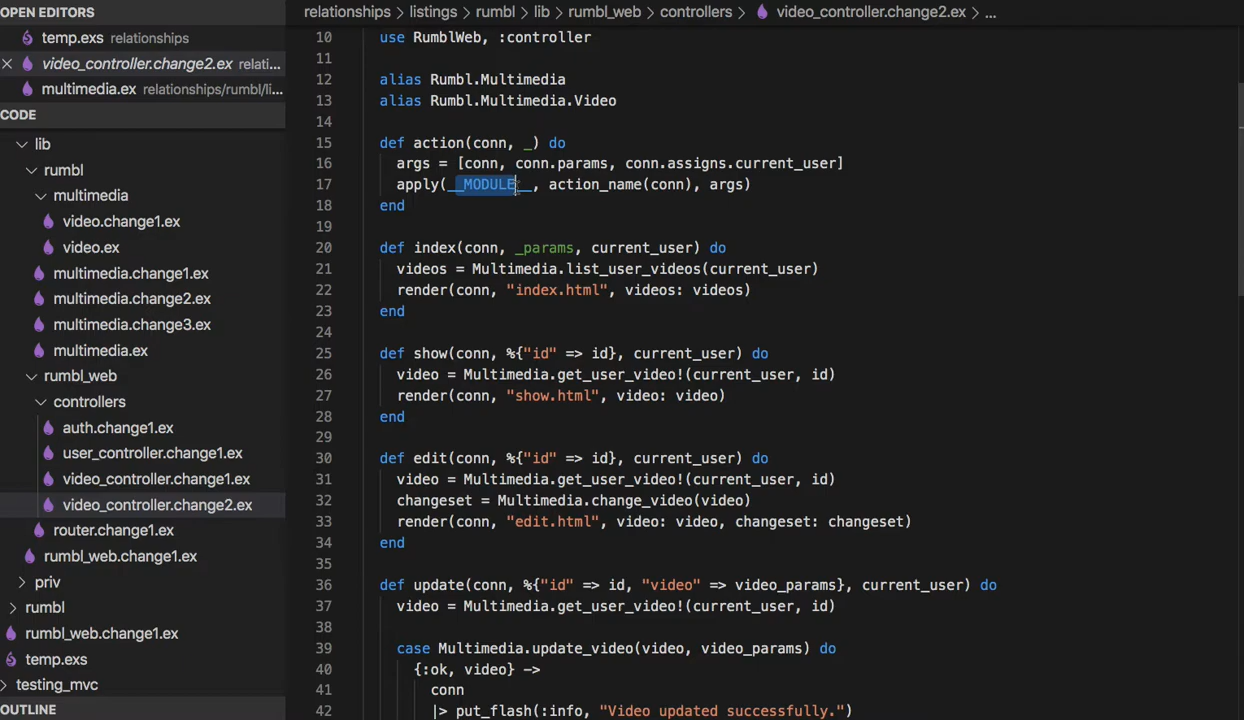 OPEN EDITORS
temp.exs relationships
video_controller.change2.ex relati...
multimedia.ex relationships/rumbl/li...
CODE
lib
rumbl
multimedia
video.change1.ex
video.ex
multimedia.change1.ex
multimedia.change2.ex
multimedia.change3.ex
multimedia.ex
rumbl_web
controllers
auth.change1.ex
user_controller.change1.ex
video_controller.change1.ex
video_controller.change2.ex
router.change1.ex
rumbl_web.change1.ex
priv
rumbl
rumbl_web.change1.ex
temp.exs
testing_mvc
OUTLINE
relationships > listings > rumbl > lib > rumbl_web > controllers > video_controller.change2.ex > ...
10 use RumblWeb, :controller
11
12 alias Rumbl.Multimedia
13 alias Rumbl.Multimedia.Video
14
15 def action(conn, _) do
16 args = [conn, conn.params, conn.assigns.current_user]
17 apply(__MODULE__, action_name(conn), args)
18 end
19
20 def index(conn, _params, current_user) do
21 videos = Multimedia.list_user_videos(current_user)
22 render(conn, "index.html", videos: videos)
23 end
24
25 def show(conn, %{"id" => id}, current_user) do
26 video = Multimedia.get_user_video!(current_user, id)
27 render(conn, "show.html", video: video)
28 end
29
30 def edit(conn, %{"id" => id}, current_user) do
31 video = Multimedia.get_user_video!(current_user, id)
32 changeset = Multimedia.change_video(video)
33 render(conn, "edit.html", video: video, changeset: changeset)
34 end
35
36 def update(conn, %{"id" => id, "video" => video_params}, current_user) do
37 video = Multimedia.get_user_video!(current_user, id)
38
39 case Multimedia.update_video(video, video_params) do
40 {:ok, video} ->
41 conn
42 |> put_flash(:info, "Video updated successfully.")